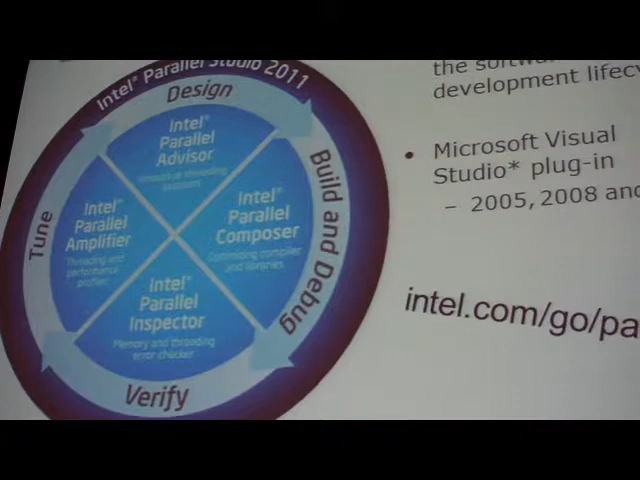 Intel® Parallel Studio 2011
Design
Intel®
Parallel
Advisor
Intel®
Parallel
Amplifier
Threading and
performance
profiler
Intel®
Parallel
Composer
and libraries
Intel®
Parallel
Inspector
Memory and threading
error checker
Tune
Build and Debug
Verify
the
development
• Microsoft Visual
Studio* plug-in
– 2005, 2008
intel.com/go/pa